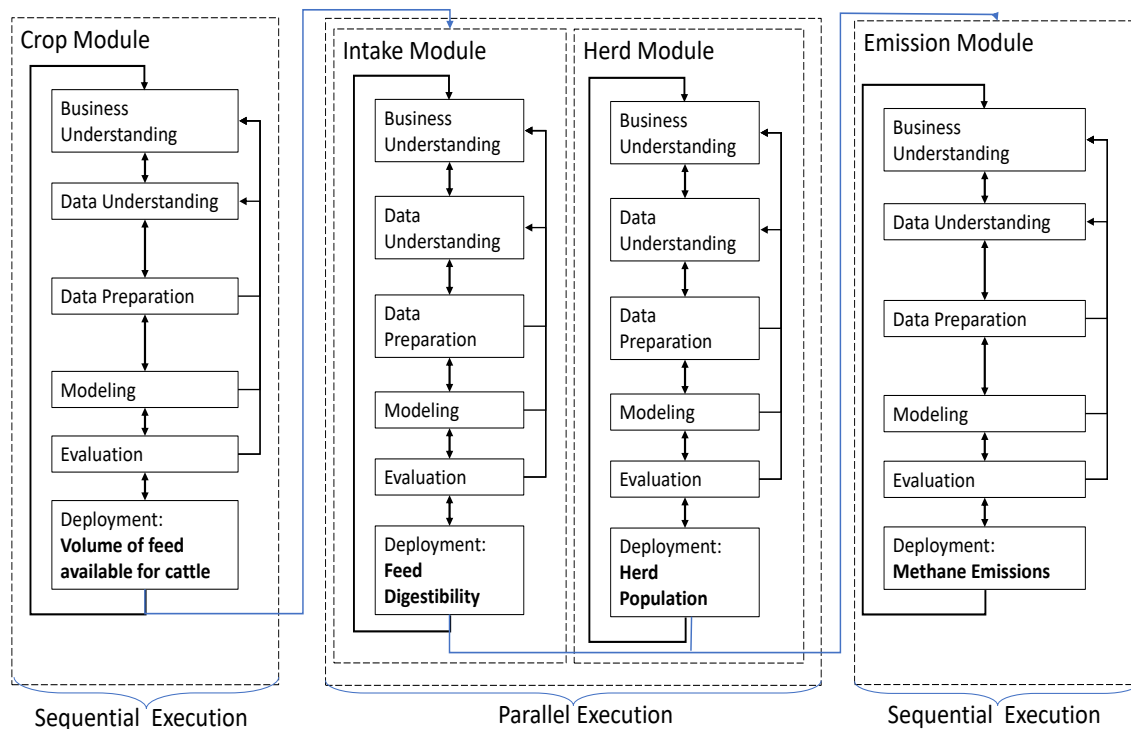 Crop Module
Business
Understanding
Data Understanding
Data Preparation
Modeling
Evaluation
Deployment:
Volume of feed
available for cattle
Sequential Execution
Intake Module
Business
Understanding
Data
Understanding
Data
Preparation
Modeling
Evaluation
Deployment:
Feed
Digestibility
Herd Module
Business
Understanding
Data
Understanding
Data
Preparation
Modeling
Evaluation
Deployment:
Herd
Population
Parallel Execution
Emission Module
Business
Understanding
Data Understanding
Data Preparation
Modeling
Evaluation
Deployment:
Methane Emissions
Sequential Execution